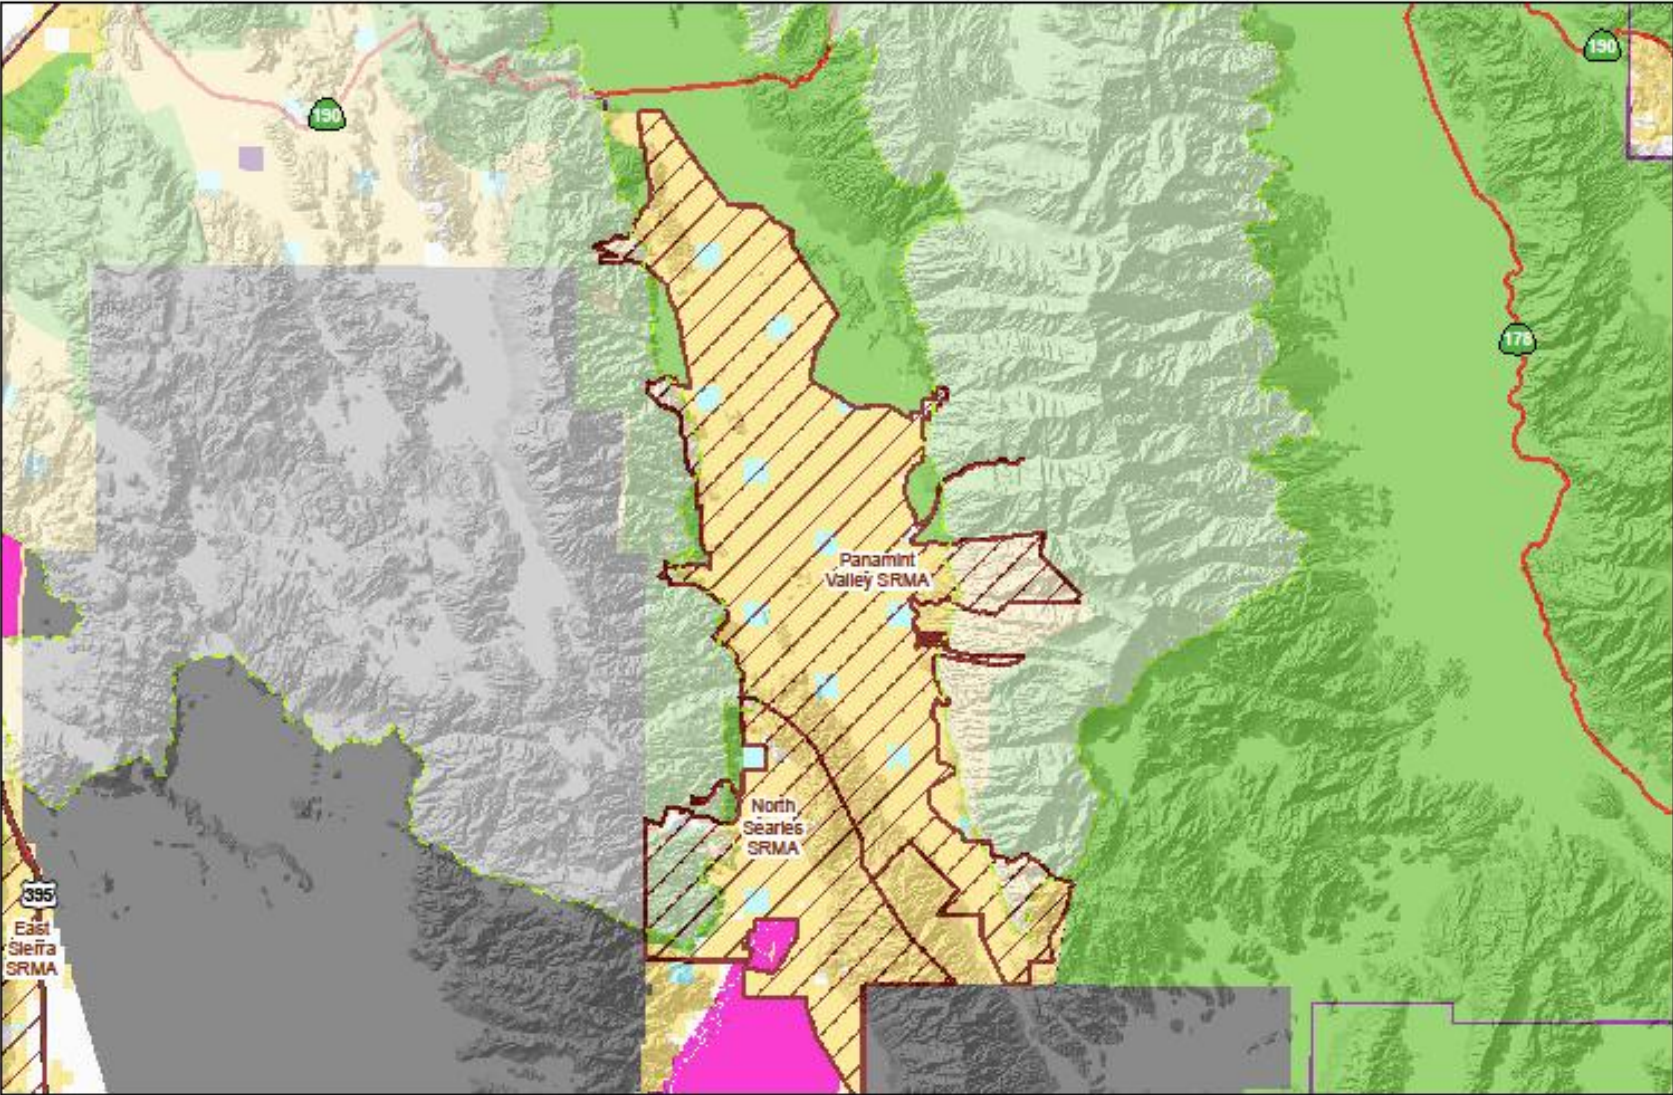 190
190
178
Panamint
Valley SRMA
North
Searles
SRMA
395
East
Sierra
SRMA